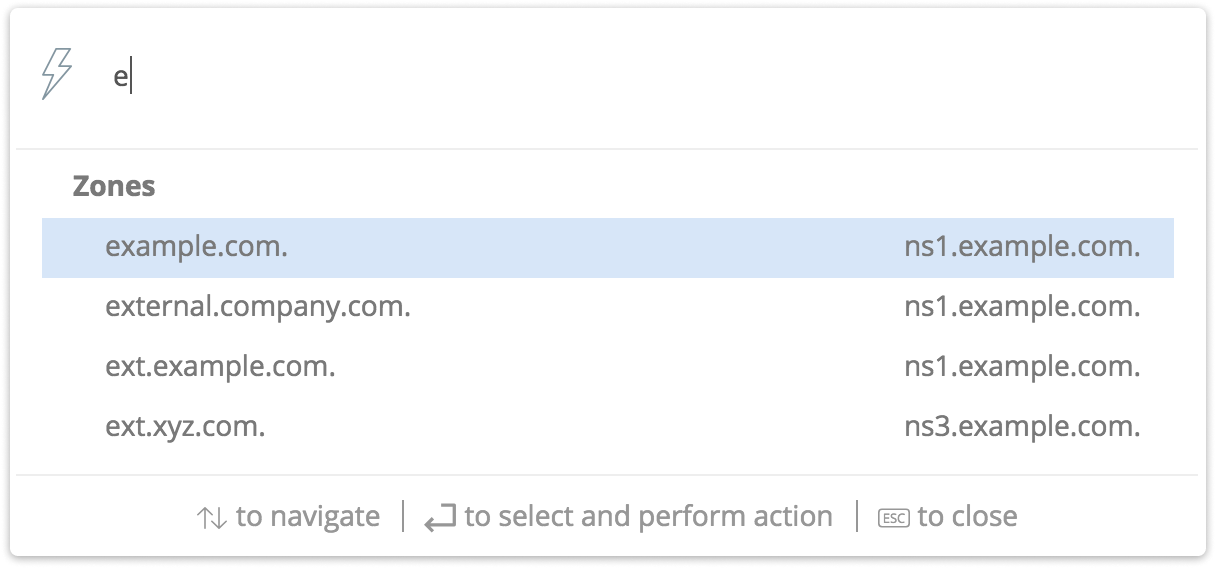 e
Zones
example.com. ns1.example.com.
external.company.com. ns1.example.com.
ext.example.com. ns1.example.com.
ext.xyz.com. ns3.example.com.
to navigate | to select and perform action | ESC to close